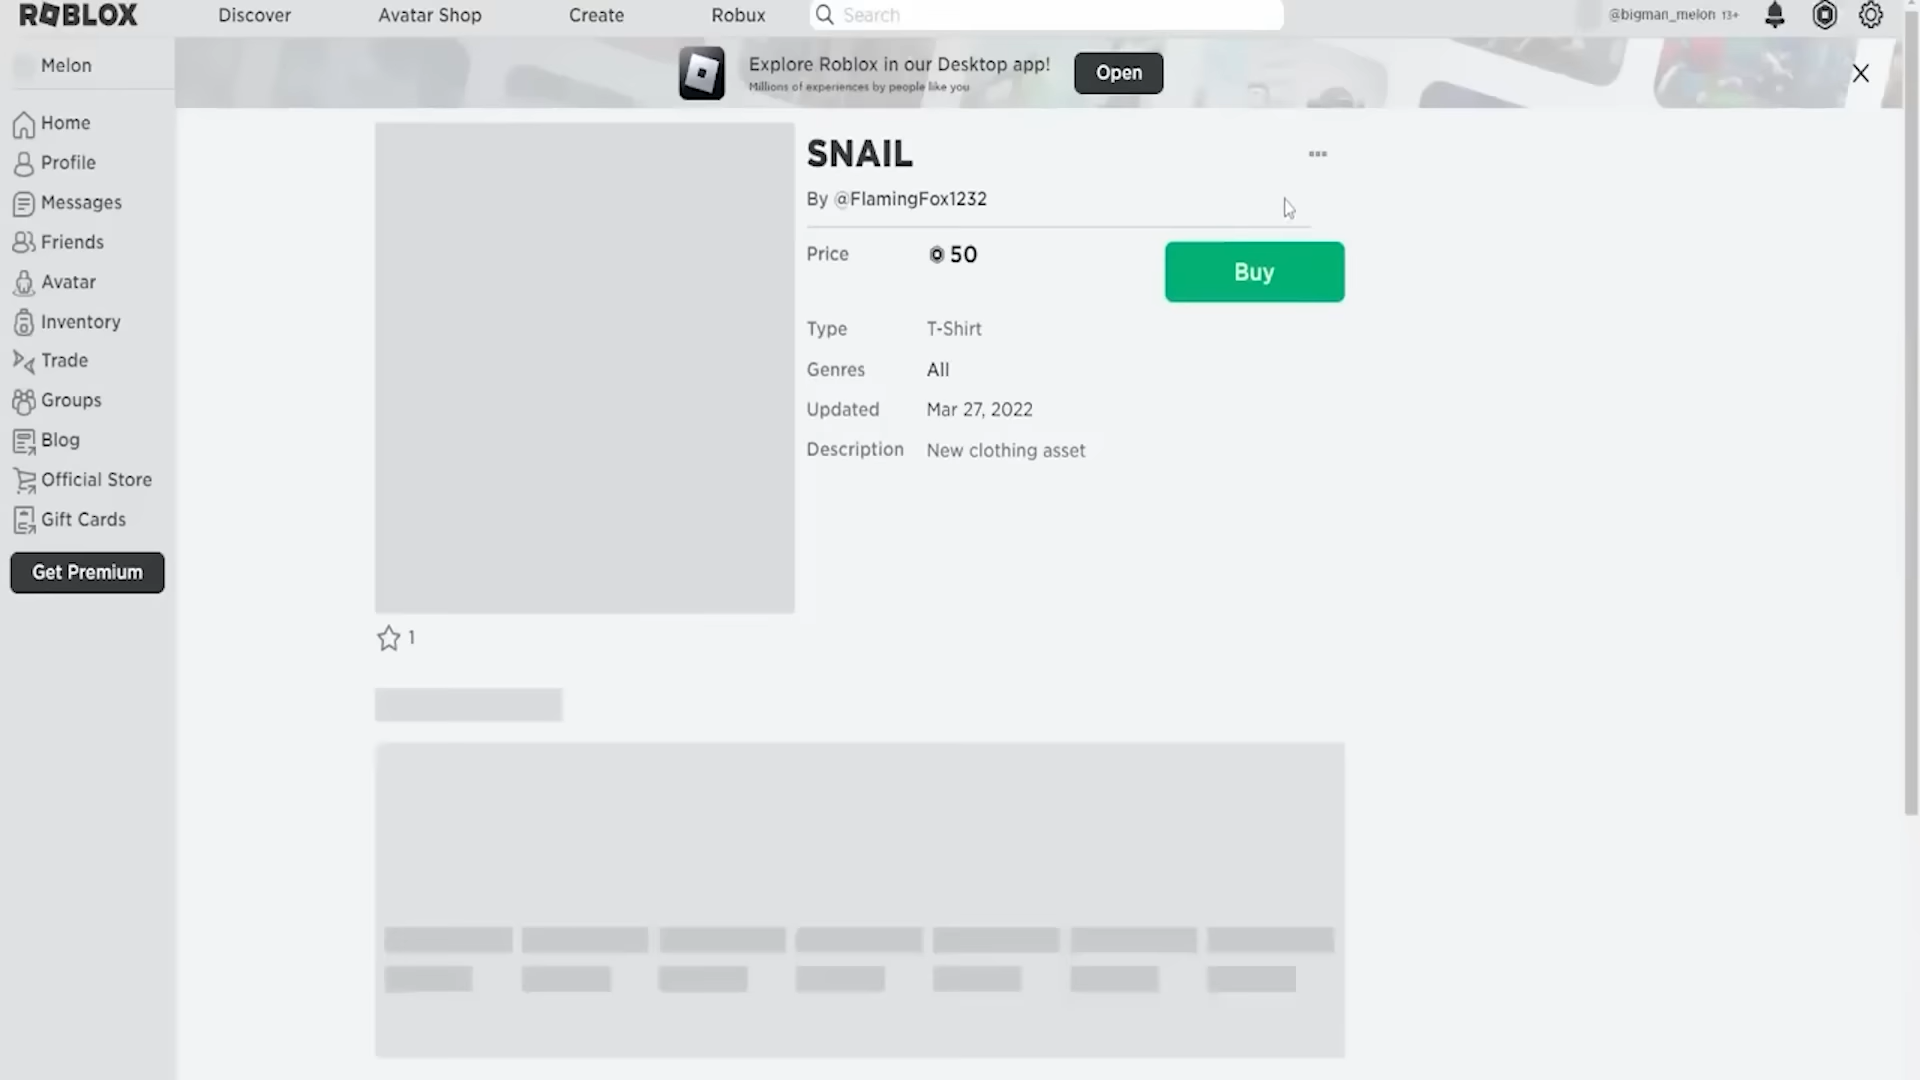 ROBLOX
Discover
Avatar Shop
Create
Robux
Search
@bigman_melon 13+
Melon
Explore Roblox in our Desktop app!
Millions of experiences by people like you
Open
Home
Profile
Messages
Friends
Avatar
Inventory
Trade
Groups
Blog
Official Store
Gift Cards
Get Premium
SNAIL
By @FlamingFox1232
Price 50
Buy
Type T-Shirt
Genres All
Updated Mar 27, 2022
Description New clothing asset
1